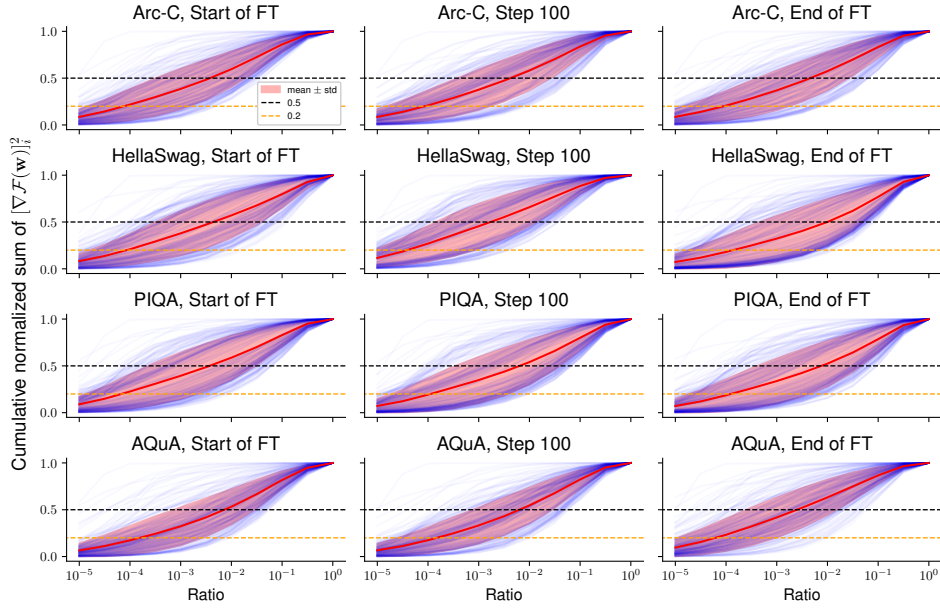 Arc-C, Start of FT
Arc-C, Step 100
Arc-C, End of FT
1.0
0.5
0.0
mean ± std
0.5
0.2
HellaSwag, Start of FT
HellaSwag, Step 100
HellaSwag, End of FT
1.0
0.5
0.0
Cumulative normalized sum of [∇F(w)]²ᵢ
PIQA, Start of FT
PIQA, Step 100
PIQA, End of FT
1.0
0.5
0.0
AQuA, Start of FT
AQuA, Step 100
AQuA, End of FT
1.0
0.5
0.0
10⁻⁵ 10⁻⁴ 10⁻³ 10⁻² 10⁻¹ 10⁰
10⁻⁵ 10⁻⁴ 10⁻³ 10⁻² 10⁻¹ 10⁰
10⁻⁵ 10⁻⁴ 10⁻³ 10⁻² 10⁻¹ 10⁰
Ratio
Ratio
Ratio